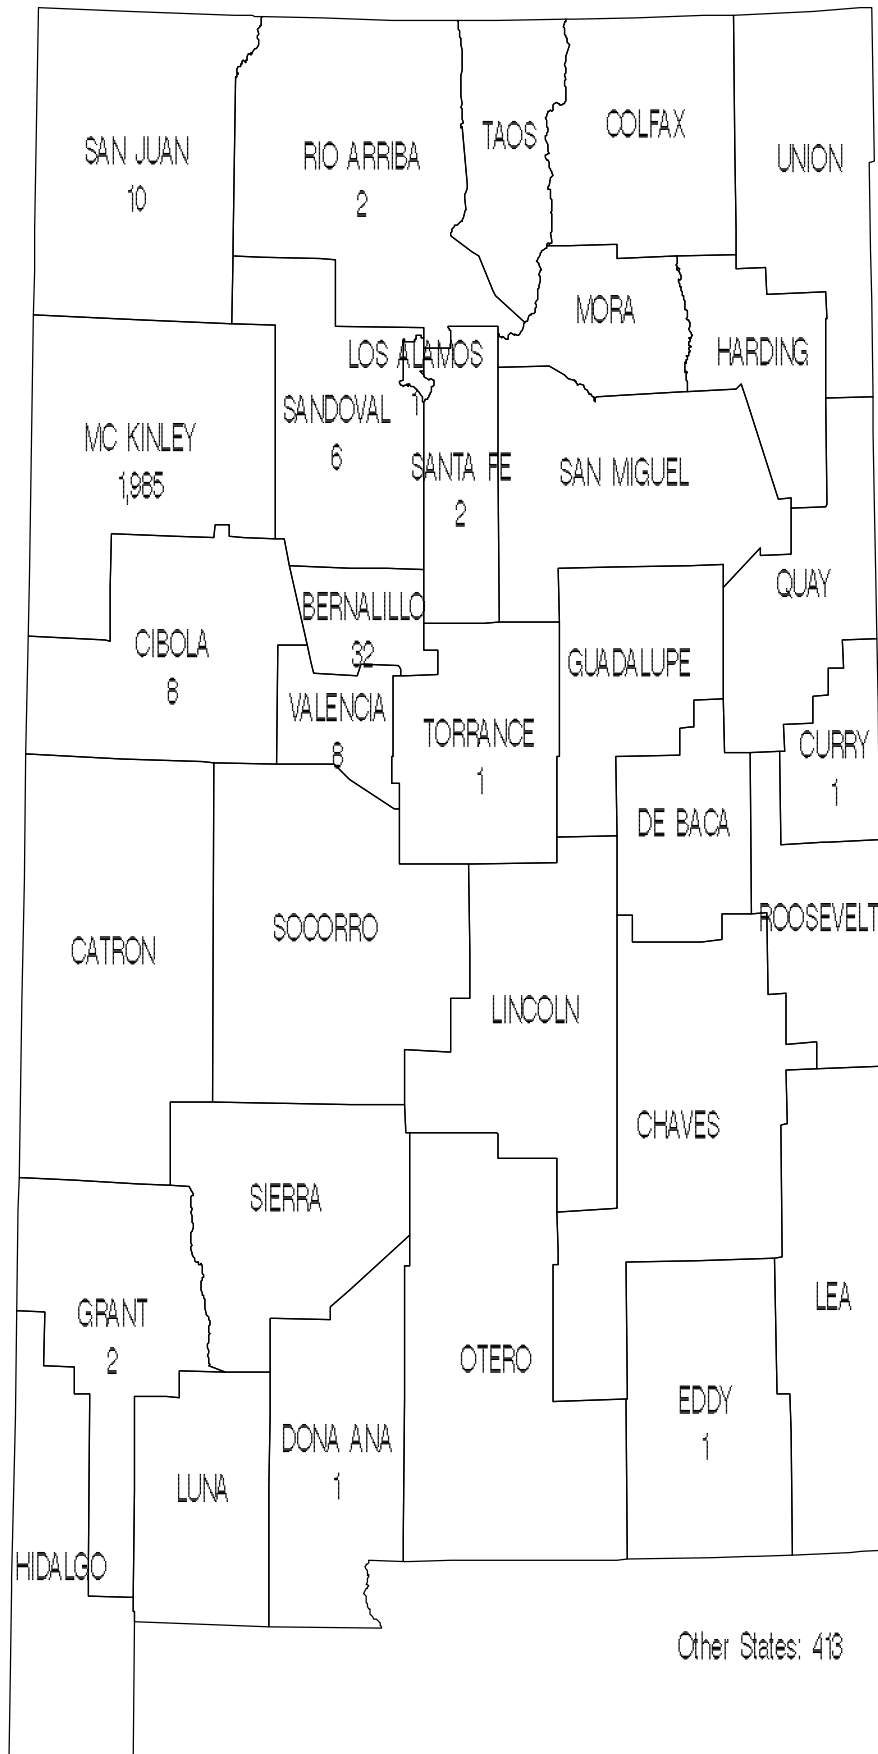 SAN JUAN
10
RIO ARRIBA
2
TAOS
COLFAX
UNION
MORA
HARDING
LOS ALAMOS
1
SANDOVAL
6
MC KINLEY
1,985
SANTA FE
2
SAN MIGUEL
QUAY
BERNALILLO
32
CIBOLA
8
GUADALUPE
VALENCIA
8
TORRANCE
1
CURRY
1
DE BACA
ROOSEVELT
SOCORRO
CATRON
LINCOLN
CHAVES
SIERRA
GRANT
2
LEA
OTERO
EDDY
1
DONA ANA
1
LUNA
HIDALGO
Other States: 413